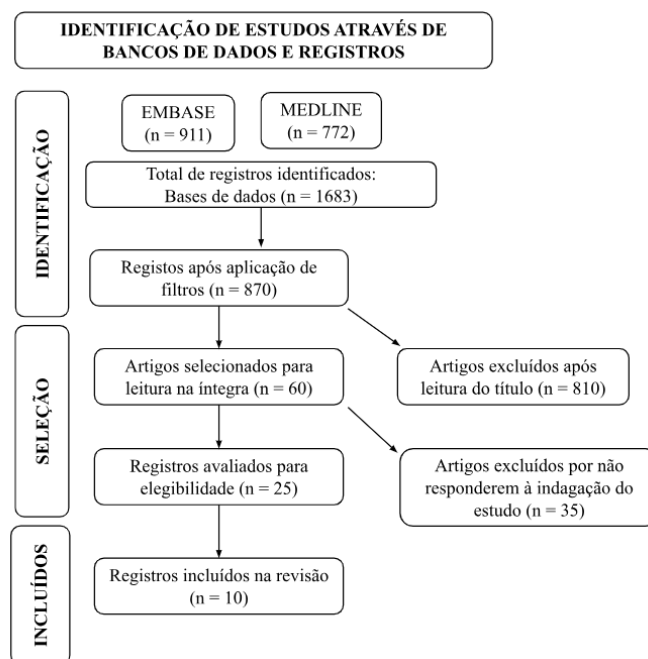 IDENTIFICAÇÃO DE ESTUDOS ATRAVÉS DE
BANCOS DE DADOS E REGISTROS
IDENTIFICAÇÃO
EMBASE
(n = 911)
MEDLINE
(n = 772)
Total de registros identificados:
Bases de dados (n = 1683)
Registos após aplicação de
filtros (n = 870)
SELEÇÃO
Artigos selecionados para
leitura na íntegra (n = 60)
Artigos excluídos após
leitura do título (n = 810)
Registros avaliados para
elegibilidade (n = 25)
Artigos excluídos por não
responderem à indagação do
estudo (n = 35)
INCLUÍDOS
Registros incluídos na revisão
(n = 10)